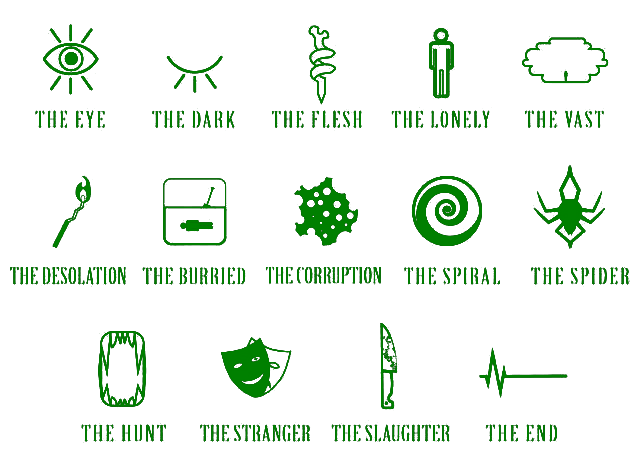 THE EYE
THE DARK
THE FLESH
THE LONELY
THE VAST
THE DESOLATION
THE BURRIED
THE CORRUPTION
THE SPIRAL
THE SPIDER
THE HUNT
THE STRANGER
THE SLAUGHTER
THE END